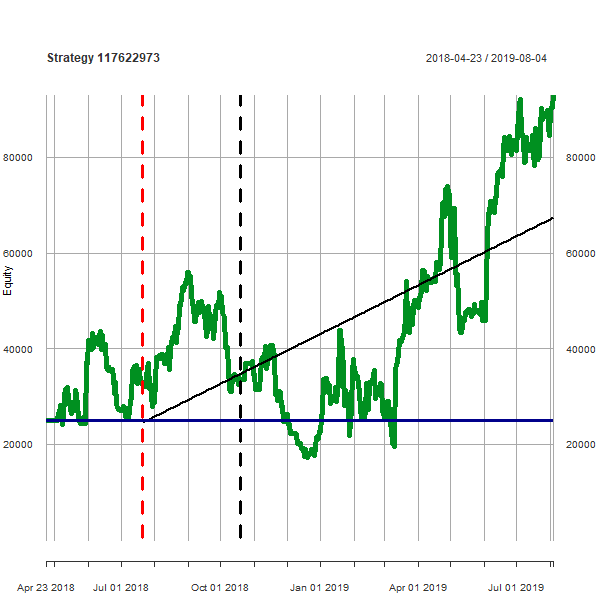 Strategy 117622973 2018-04-23 / 2019-08-04
80000 80000
60000 60000
Equity
40000 40000
20000 20000
Apr 23 2018 Jul 01 2018 Oct 01 2018 Jan 01 2019 Apr 01 2019 Jul 01 2019